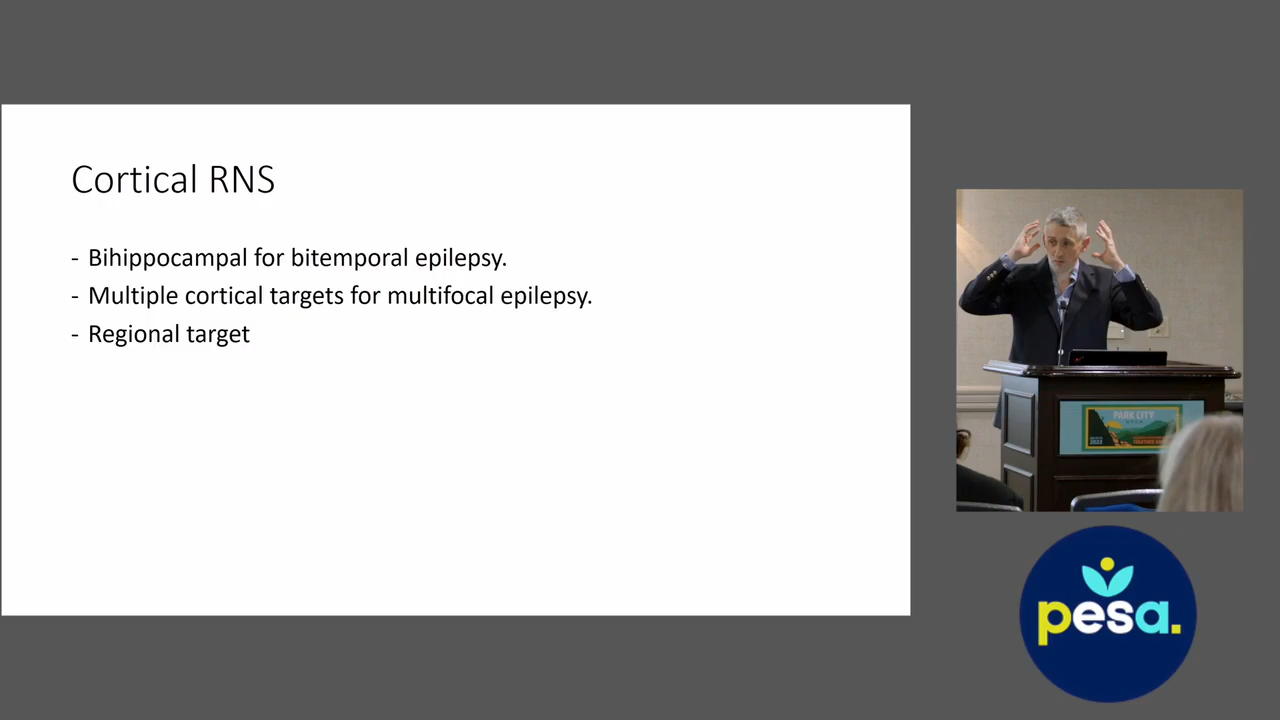 Cortical RNS
- Bihippocampal for bitemporal epilepsy.
- Multiple cortical targets for multifocal epilepsy.
- Regional target
PARK CITY
pesa.